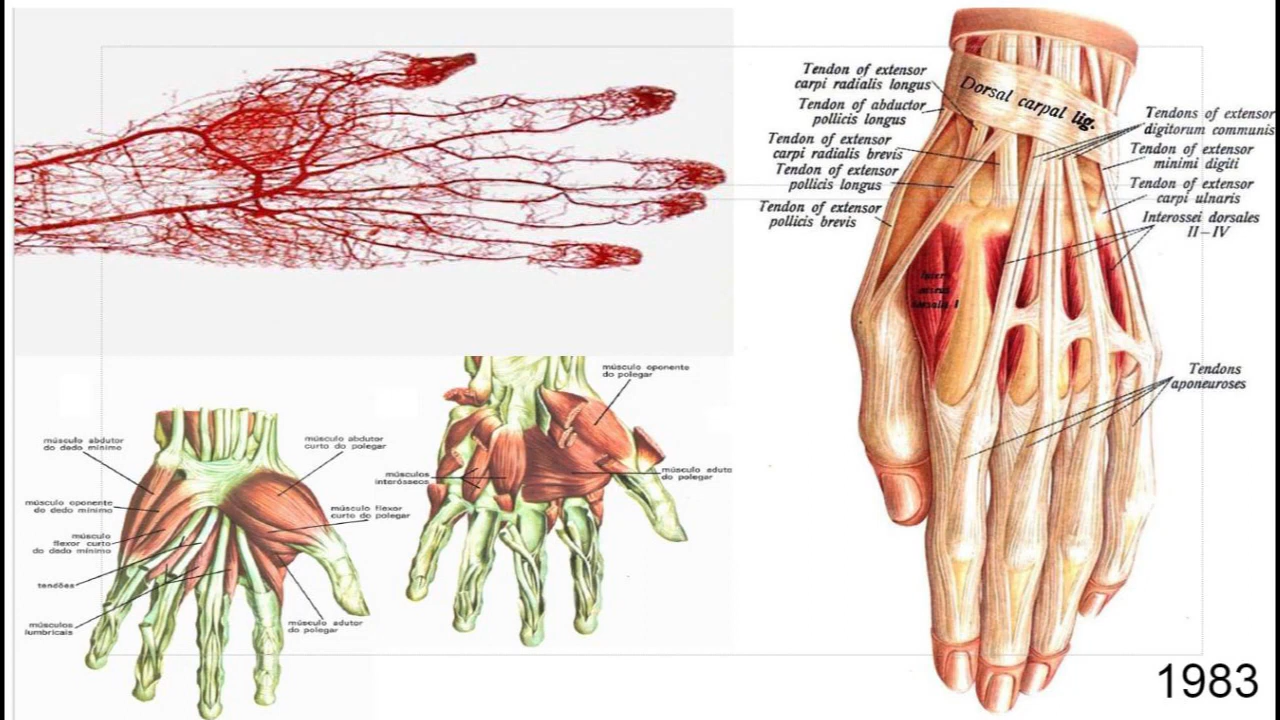 Tendon of extensor
carpi radialis longus
Tendon of abductor
pollicis longus
Tendon of extensor
carpi radialis brevis
Tendon of extensor
pollicis longus
Tendon of extensor
pollicis brevis
Dorsal carpal lig.
Tendons of extensor
digitorum communis
Tendon of extensor
minimi digiti
Tendon of extensor
carpi ulnaris
Interossei dorsales
II–IV
Tendons
aponeuroses
músculo abdutor
do dedo mínimo
músculo oponente
do dedo mínimo
músculo
flexor curto
do dedo mínimo
tendões
músculos
lumbricais
músculo abdutor
curto do polegar
músculo flexor
curto do polegar
músculo adutor
do polegar
músculo oponente
do polegar
músculos
interósseos
músculo aduto
do polegar
1983